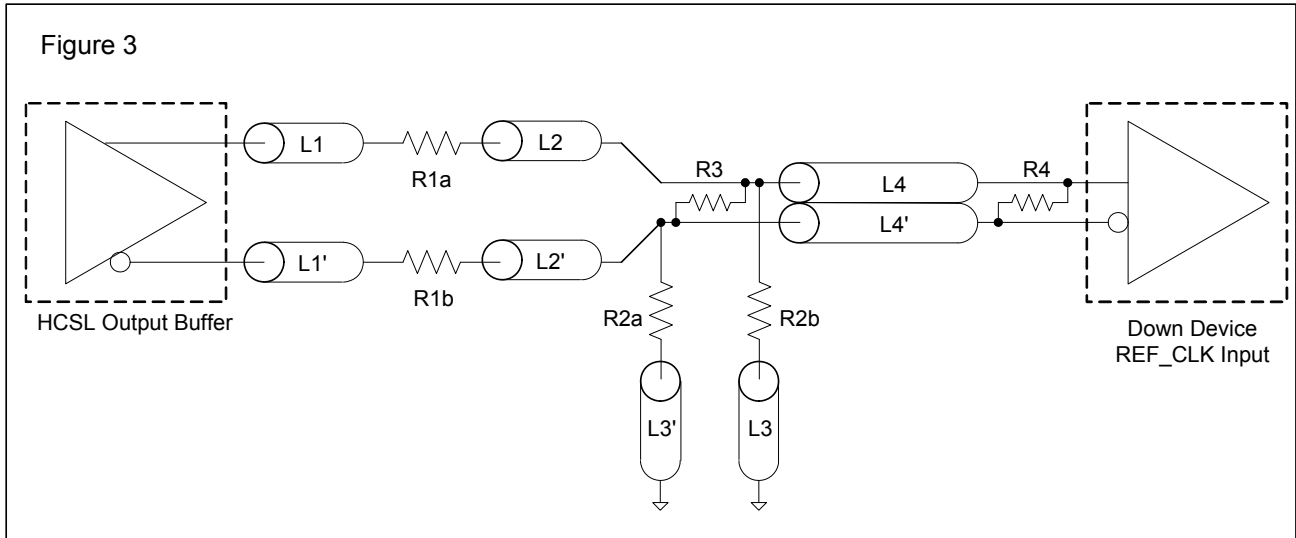 Figure 3
L1
R1a
L2
R3
L4
R4
L4'
L1'
R1b
L2'
HCSL Output Buffer
R2a
R2b
Down Device
REF_CLK Input
L3'
L3